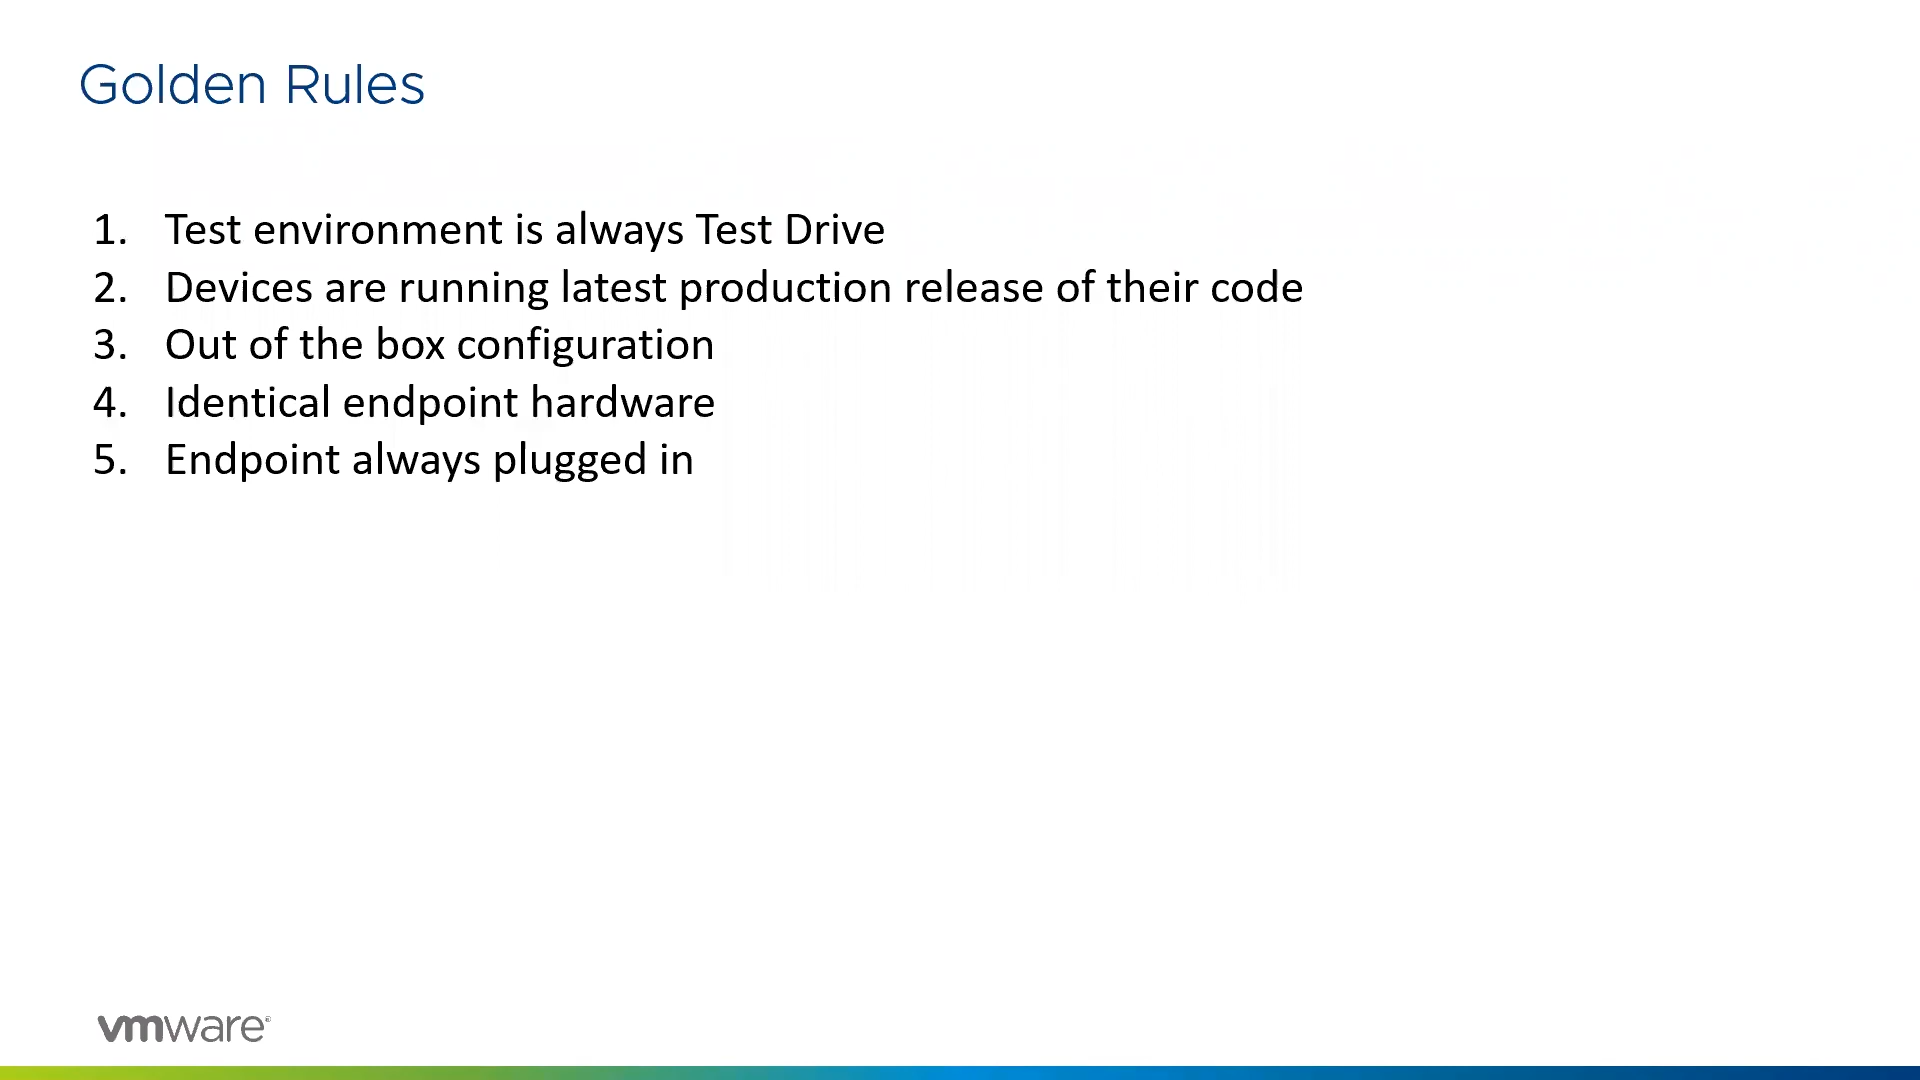 Golden Rules
1. Test environment is always Test Drive
2. Devices are running latest production release of their code
3. Out of the box configuration
4. Identical endpoint hardware
5. Endpoint always plugged in
vmware®